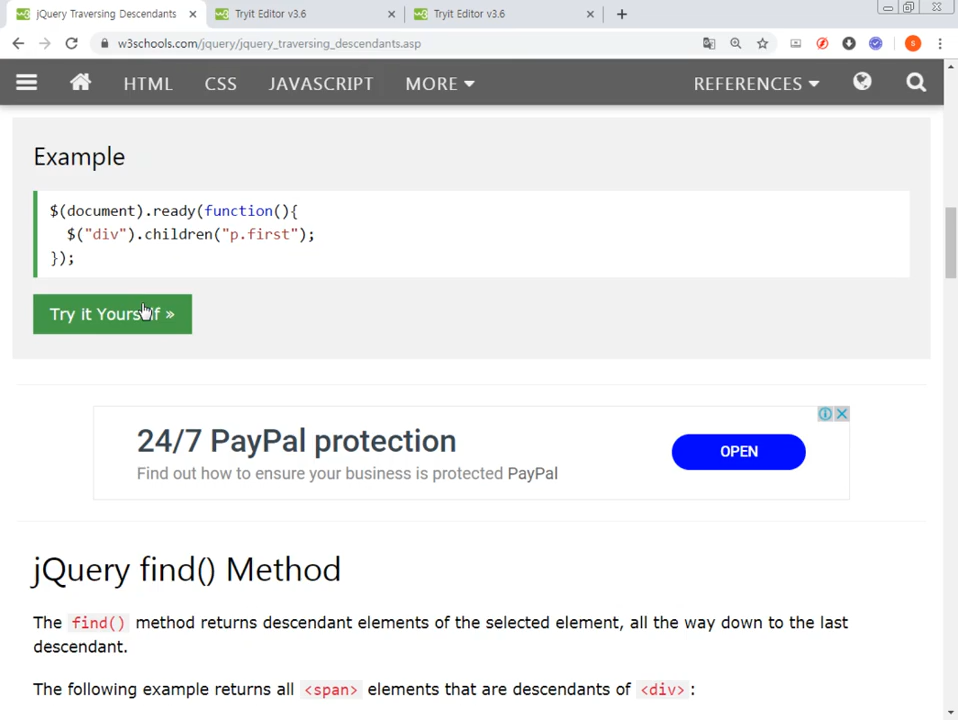 jQuery Traversing Descendants
Tryit Editor v3.6
Tryit Editor v3.6
w3schools.com/jquery/jquery_traversing_descendants.asp
S
HTML CSS JAVASCRIPT MORE REFERENCES
Example
$(document).ready(function(){
$("div").children("p.first");
});
Try it Yourself »
24/7 PayPal protection
Find out how to ensure your business is protected PayPal
OPEN
jQuery find() Method
The find() method returns descendant elements of the selected element, all the way down to the last
descendant.
The following example returns all <span> elements that are descendants of <div>: